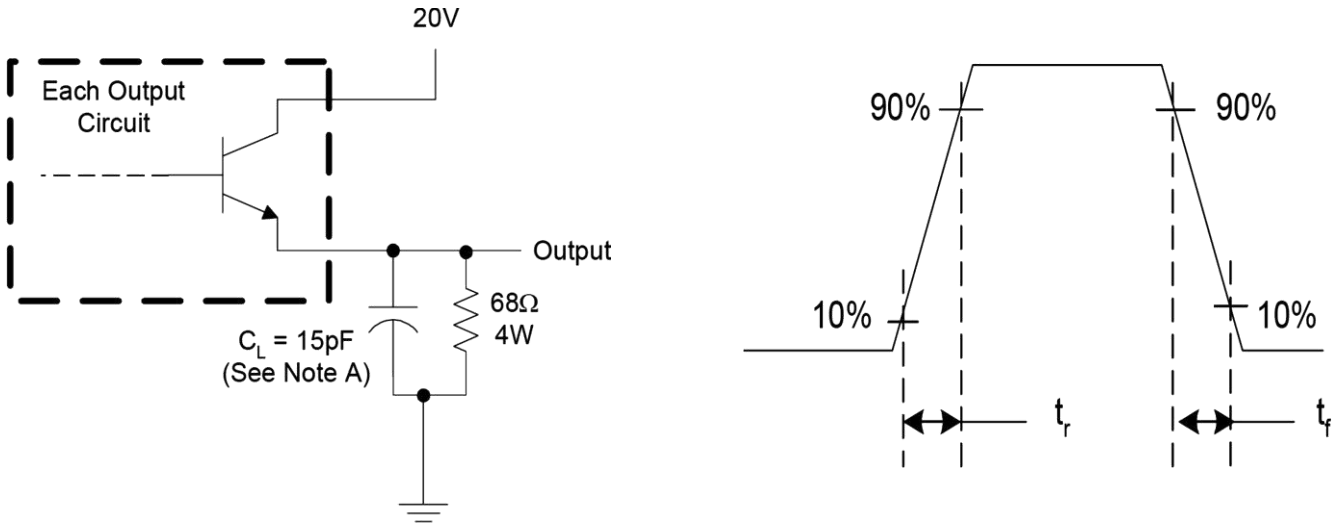 20V
Each Output
Circuit
Output
68Ω
4W
C_L = 15pF
(See Note A)
90%
90%
10%
10%
t_r
t_f